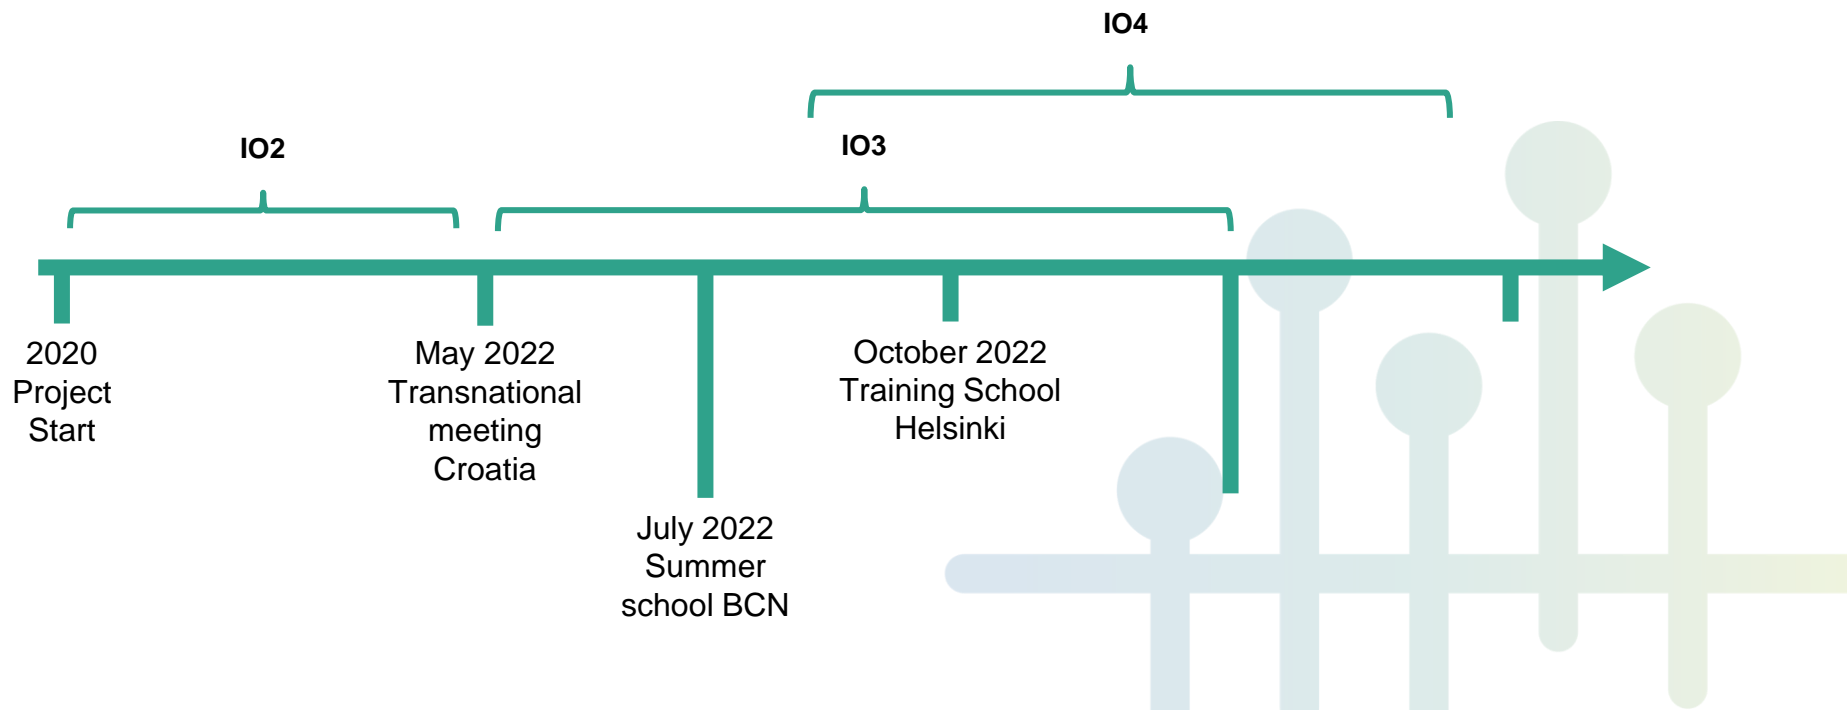 IO4
IO2
IO3
2020
Project
Start
May 2022
Transnational
meeting
Croatia
July 2022
Summer
school BCN
October 2022
Training School
Helsinki